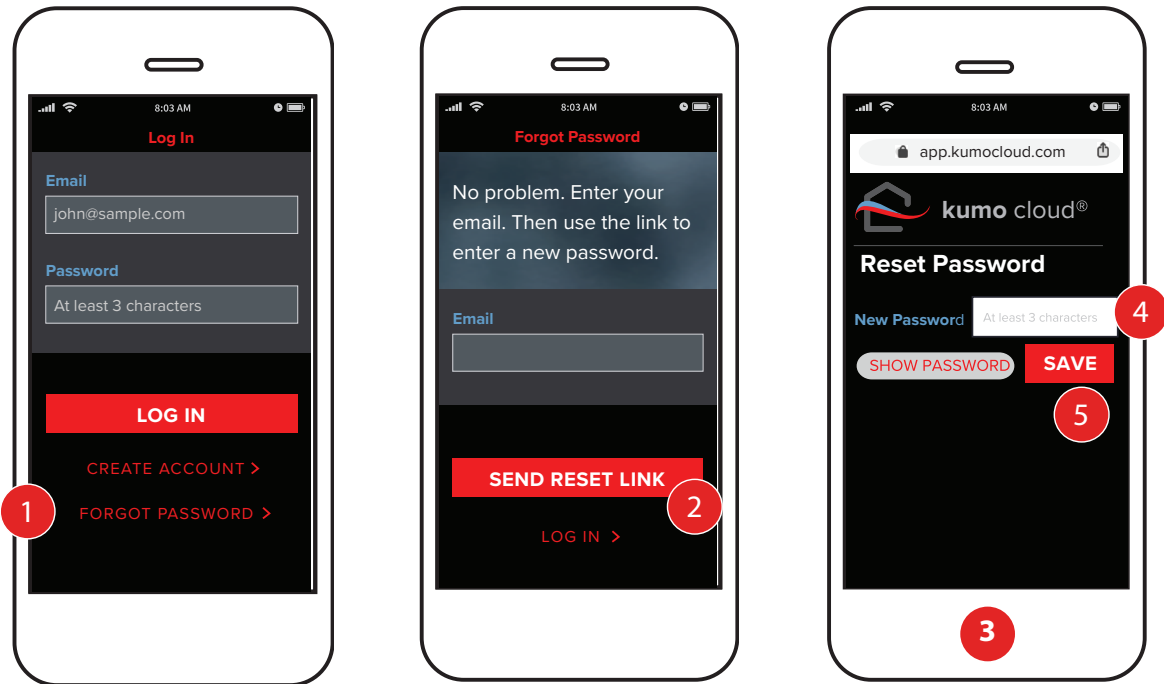 8:03 AM
Log In
Email
john@sample.com
Password
At least 3 characters
LOG IN
CREATE ACCOUNT >
1
FORGOT PASSWORD >
8:03 AM
Forgot Password
No problem. Enter your
email. Then use the link to
enter a new password.
Email
SEND RESET LINK
2
LOG IN >
8:03 AM
app.kumocloud.com
kumo cloud®
Reset Password
New Password
At least 3 characters
4
SHOW PASSWORD
SAVE
5
3